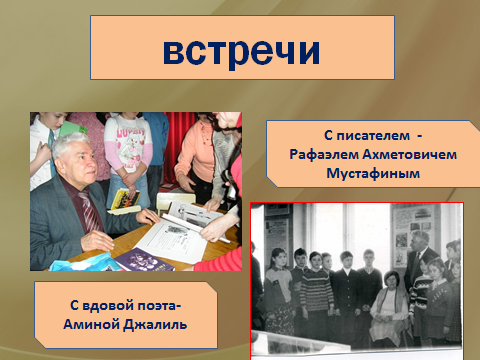 встречи
С писателем -
Рафаэлем Ахметовичем
Мустафиным
С вдовой поэта-
Аминой Джалиль